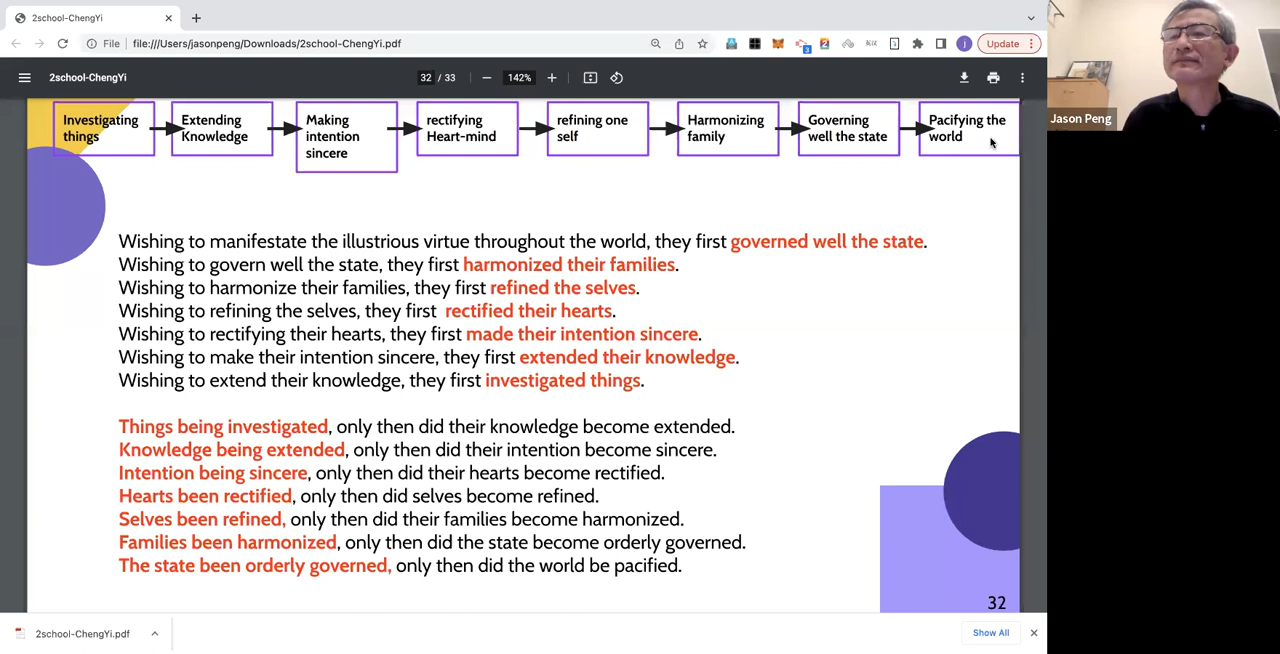 2school-ChengYi
File
file:///Users/jasonpeng/Downloads/2school-ChengYi.pdf
Update
2school-ChengYi
32 / 33
142%
Investigating
things
Extending
Knowledge
Making
intention
sincere
rectifying
Heart-mind
refining one
self
Harmonizing
family
Governing
well the state
Pacifying the
world
Jason Peng
Wishing to manifestate the illustrious virtue throughout the world, they first governed well the state.
Wishing to govern well the state, they first harmonized their families.
Wishing to harmonize their families, they first refined the selves.
Wishing to refining the selves, they first rectified their hearts.
Wishing to rectifying their hearts, they first made their intention sincere.
Wishing to make their intention sincere, they first extended their knowledge.
Wishing to extend their knowledge, they first investigated things.
Things being investigated, only then did their knowledge become extended.
Knowledge being extended, only then did their intention become sincere.
Intention being sincere, only then did their hearts become rectified.
Hearts been rectified, only then did selves become refined.
Selves been refined, only then did their families become harmonized.
Families been harmonized, only then did the state become orderly governed.
The state been orderly governed, only then did the world be pacified.
32
2school-ChengYi.pdf
Show All